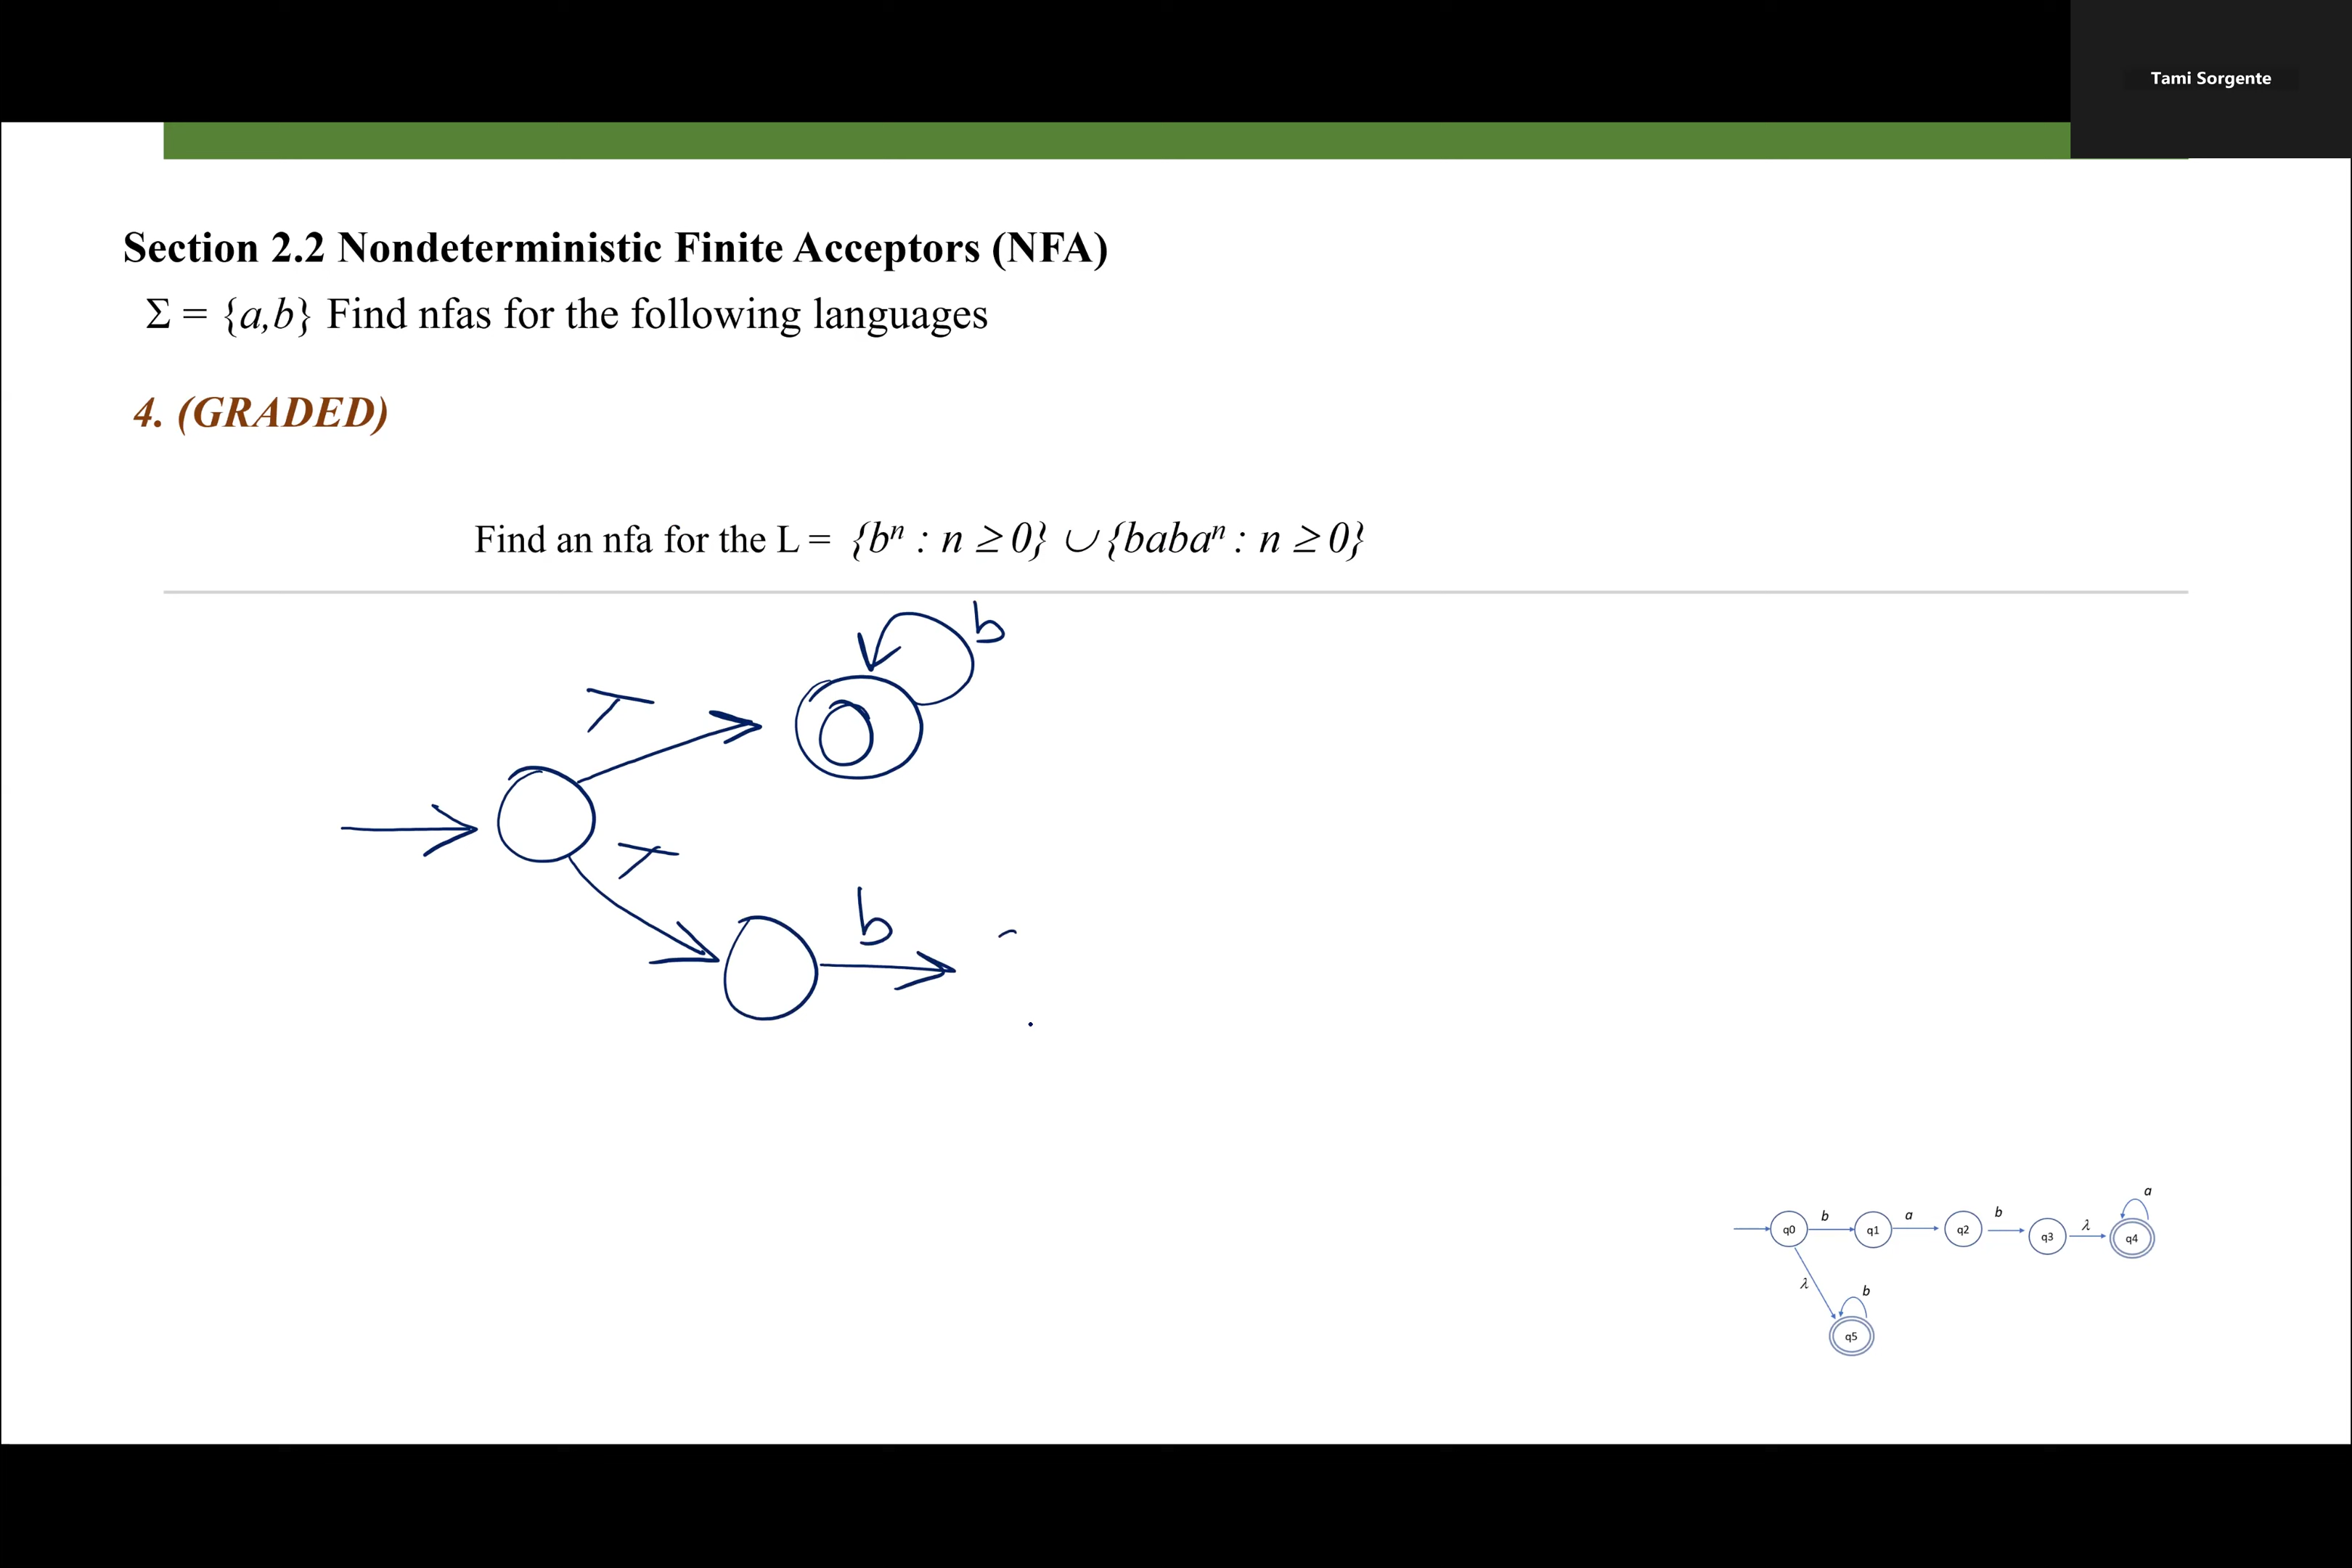 Tami Sorgente
Section 2.2 Nondeterministic Finite Acceptors (NFA)
Σ = {a,b} Find nfas for the following languages
4. (GRADED)
Find an nfa for the L = {bⁿ : n ≥ 0} ∪ {babaⁿ : n ≥ 0}
b
b
a
b a b
q0 q1 q2 q3 λ q4
λ b
q5